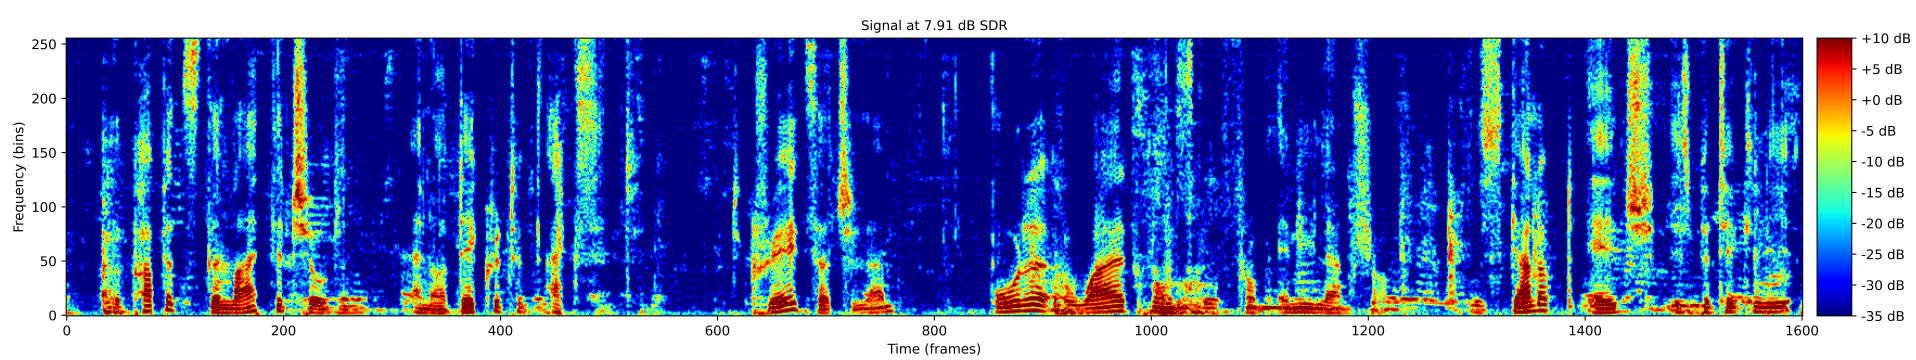 Signal at 7.91 dB SDR
Frequency (bins)
250
200
150
100
50
0
0 200 400 600 800 1000 1200 1400 1600
Time (frames)
+10 dB
+5 dB
+0 dB
-5 dB
-10 dB
-15 dB
-20 dB
-25 dB
-30 dB
-35 dB